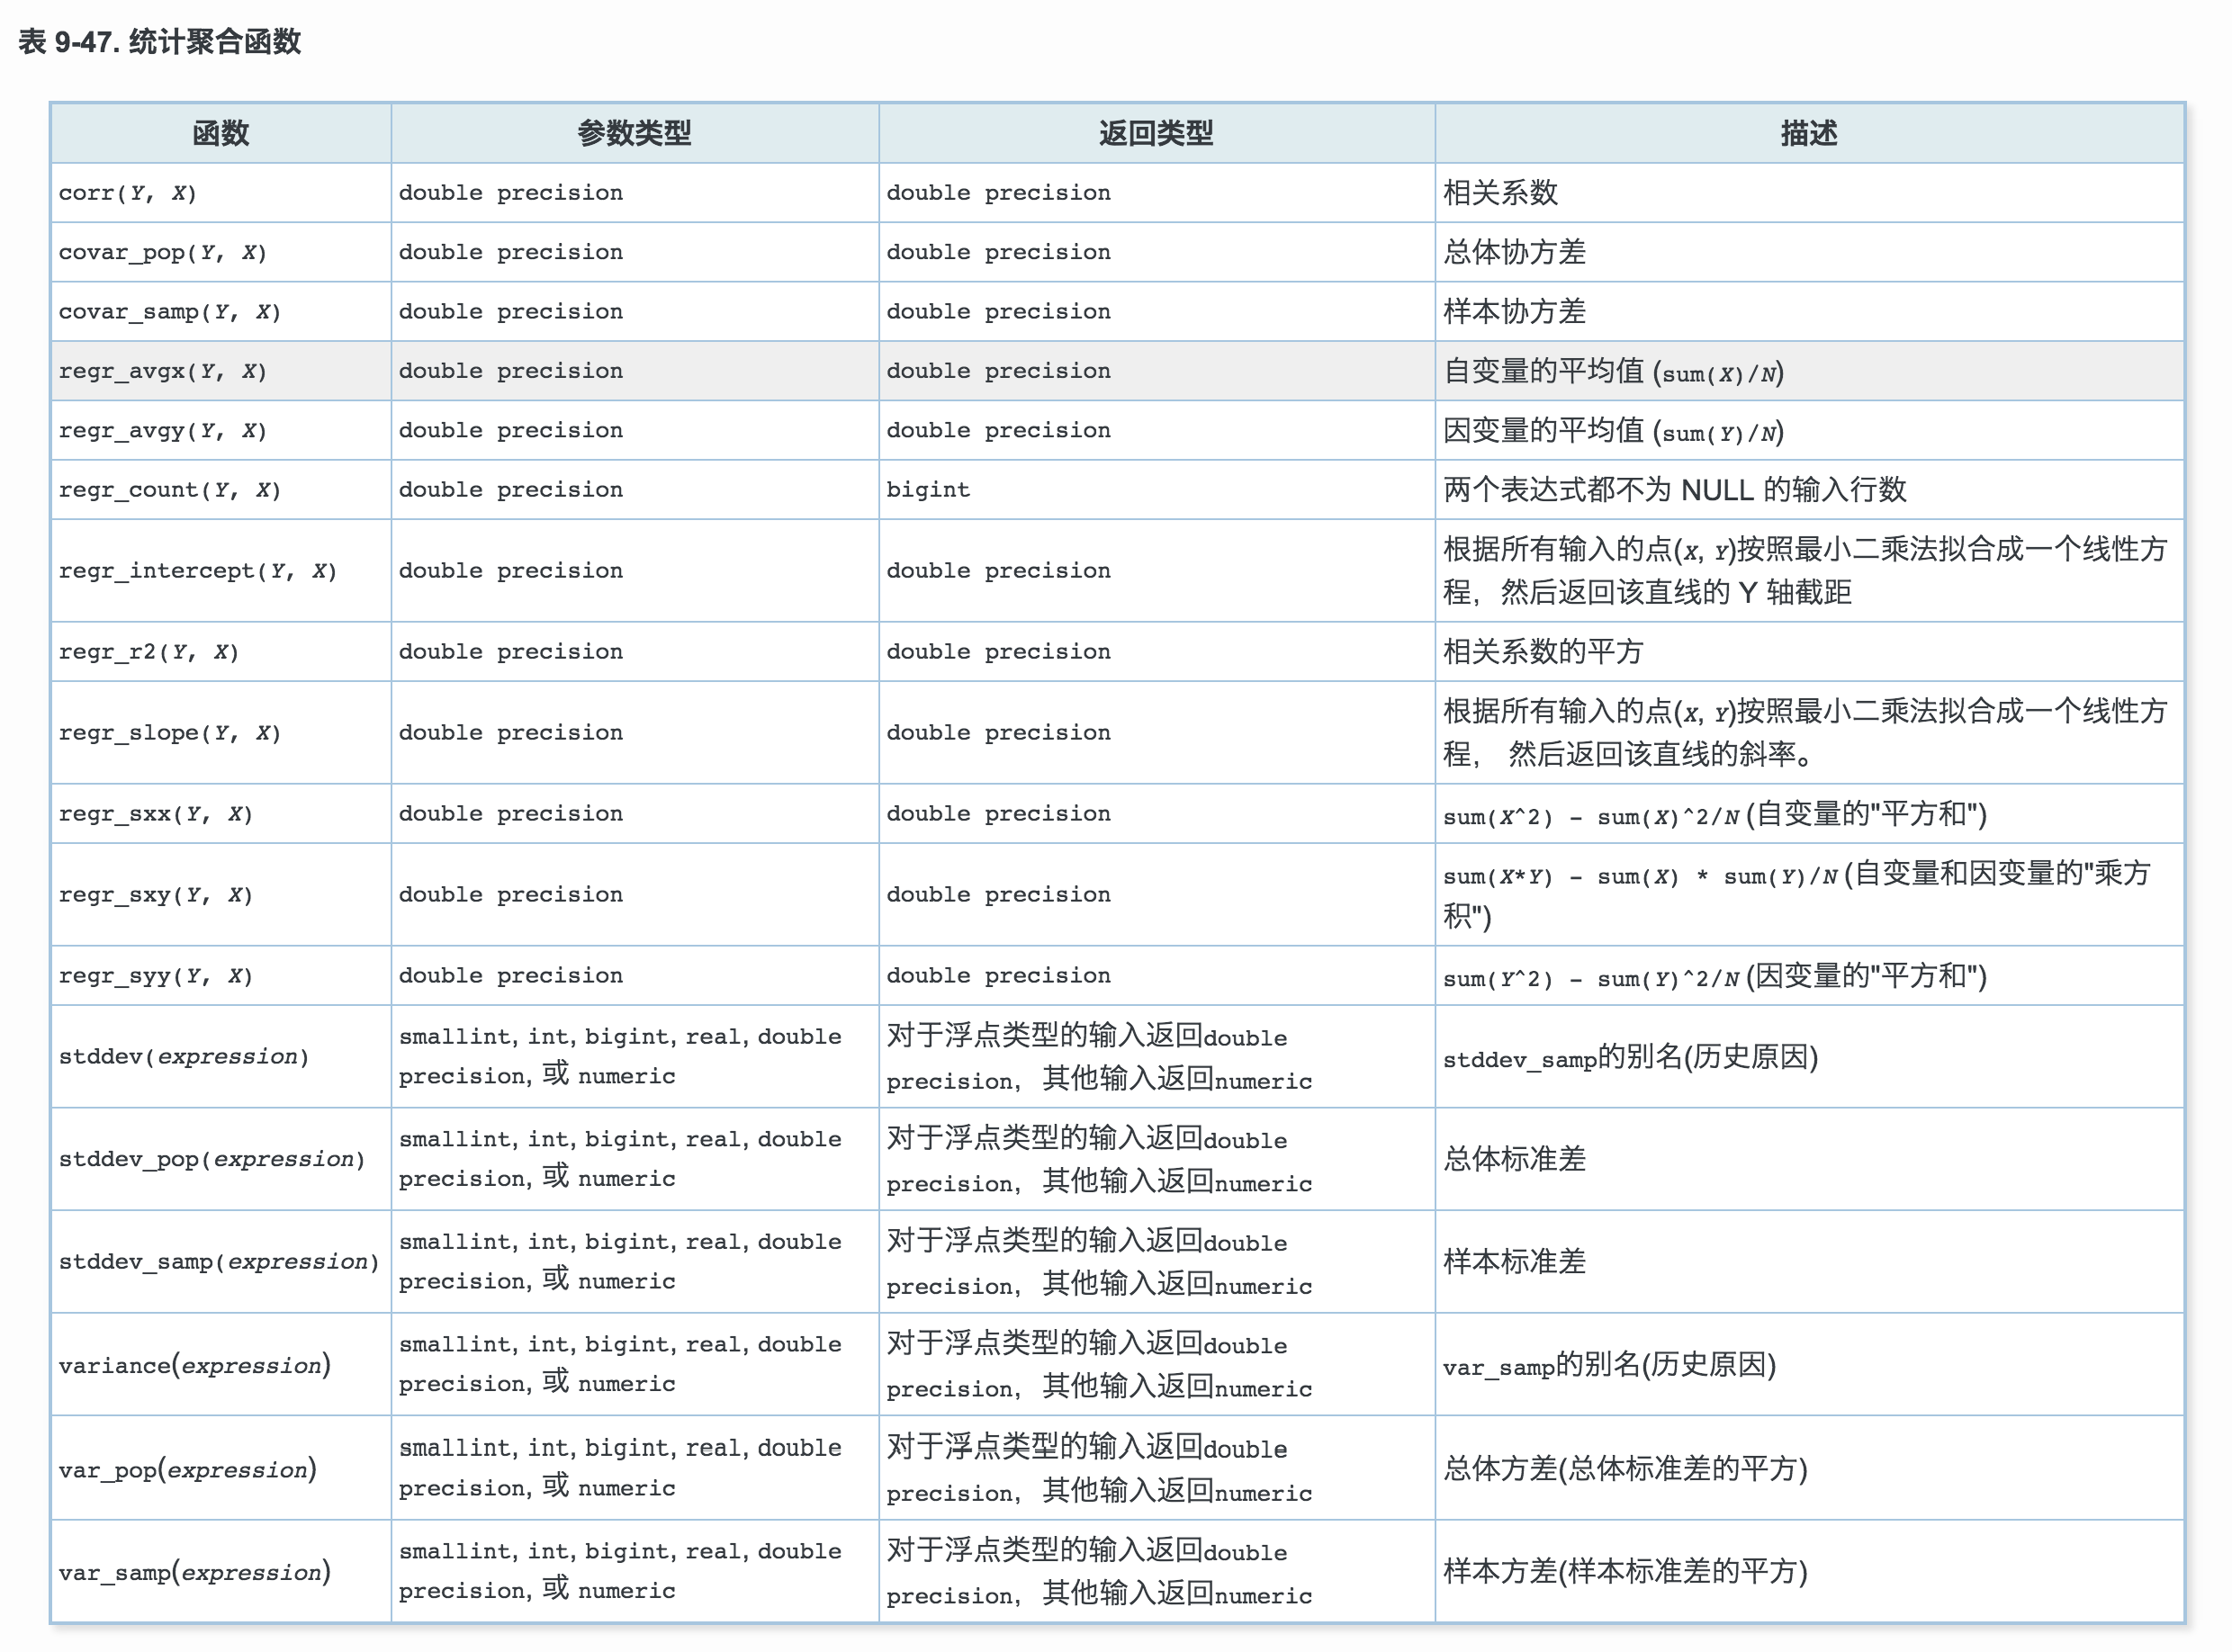 表 9-47. 统计聚合函数
函数 参数类型 返回类型 描述
corr(Y, X) double precision double precision 相关系数
covar_pop(Y, X) double precision double precision 总体协方差
covar_samp(Y, X) double precision double precision 样本协方差
regr_avgx(Y, X) double precision double precision 自变量的平均值 (sum(X)/N)
regr_avgy(Y, X) double precision double precision 因变量的平均值 (sum(Y)/N)
regr_count(Y, X) double precision bigint 两个表达式都不为 NULL 的输入行数
regr_intercept(Y, X) double precision double precision 根据所有输入的点(X, Y)按照最小二乘法拟合成一个线性方
程，然后返回该直线的 Y 轴截距
regr_r2(Y, X) double precision double precision 相关系数的平方
regr_slope(Y, X) double precision double precision 根据所有输入的点(X, Y)按照最小二乘法拟合成一个线性方
程， 然后返回该直线的斜率。
regr_sxx(Y, X) double precision double precision sum(X^2) - sum(X)^2/N (自变量的"平方和")
regr_sxy(Y, X) double precision double precision sum(X*Y) - sum(X) * sum(Y)/N (自变量和因变量的"乘方
积")
regr_syy(Y, X) double precision double precision sum(Y^2) - sum(Y)^2/N (因变量的"平方和")
stddev(expression) smallint, int, bigint, real, double 对于浮点类型的输入返回double stddev_samp的别名(历史原因)
precision, 或 numeric precision，其他输入返回numeric
stddev_pop(expression) smallint, int, bigint, real, double 对于浮点类型的输入返回double 总体标准差
precision, 或 numeric precision，其他输入返回numeric
stddev_samp(expression) smallint, int, bigint, real, double 对于浮点类型的输入返回double 样本标准差
precision, 或 numeric precision，其他输入返回numeric
variance(expression) smallint, int, bigint, real, double 对于浮点类型的输入返回double var_samp的别名(历史原因)
precision, 或 numeric precision，其他输入返回numeric
var_pop(expression) smallint, int, bigint, real, double 对于浮点类型的输入返回double 总体方差(总体标准差的平方)
precision, 或 numeric precision，其他输入返回numeric
var_samp(expression) smallint, int, bigint, real, double 对于浮点类型的输入返回double 样本方差(样本标准差的平方)
precision, 或 numeric precision，其他输入返回numeric